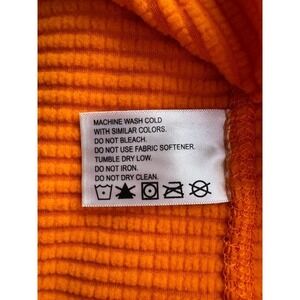 MACHINE WASH COLD
WITH SIMILAR COLORS.
DO NOT BLEACH.
DO NOT USE FABRIC SOFTENER.
TUMBLE DRY LOW.
DO NOT IRON.
DO NOT DRY CLEAN.